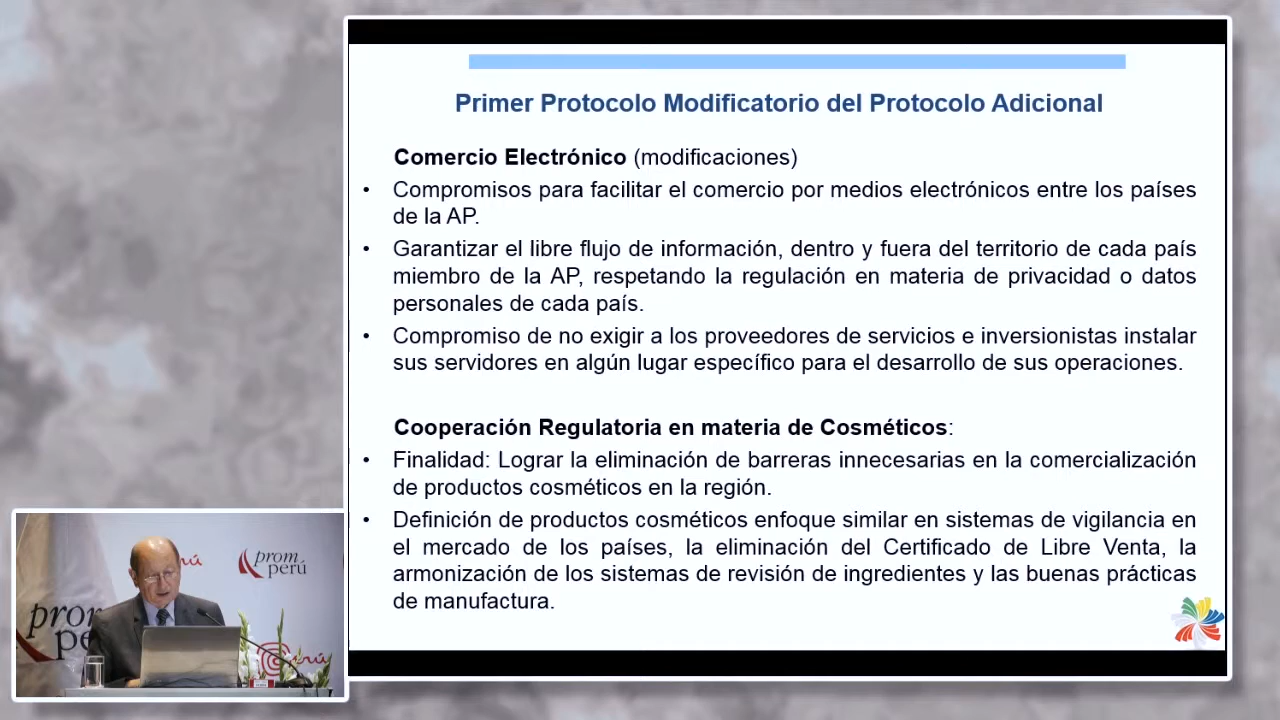 Primer Protocolo Modificatorio del Protocolo Adicional
Comercio Electrónico (modificaciones)
• Compromisos para facilitar el comercio por medios electrónicos entre los países
de la AP.
• Garantizar el libre flujo de información, dentro y fuera del territorio de cada país
miembro de la AP, respetando la regulación en materia de privacidad o datos
personales de cada país.
• Compromiso de no exigir a los proveedores de servicios e inversionistas instalar
sus servidores en algún lugar específico para el desarrollo de sus operaciones.
Cooperación Regulatoria en materia de Cosméticos:
• Finalidad: Lograr la eliminación de barreras innecesarias en la comercialización
de productos cosméticos en la región.
• Definición de productos cosméticos enfoque similar en sistemas de vigilancia en
el mercado de los países, la eliminación del Certificado de Libre Venta, la
armonización de los sistemas de revisión de ingredientes y las buenas prácticas
de manufactura.
prom
perú